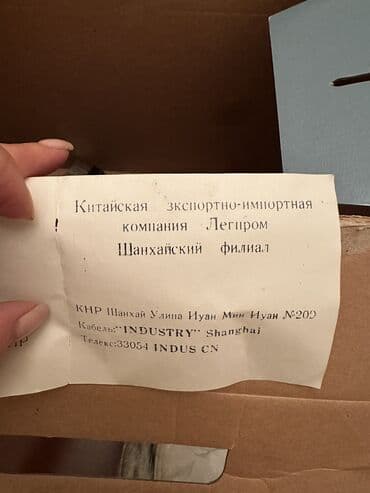 Китайская зкспортно-импортная
компания Легпром
Шанхайский филиал
КНР Шанхай Улица Иуан Мин Иуан №209
Кабель:"INDUSTRY" Shanghai
Телекс:33054 INDUS CN